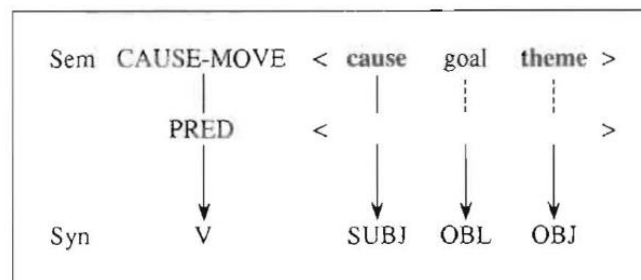 Sem CAUSE-MOVE < cause goal theme >
PRED < >
Syn V SUBJ OBL OBJ